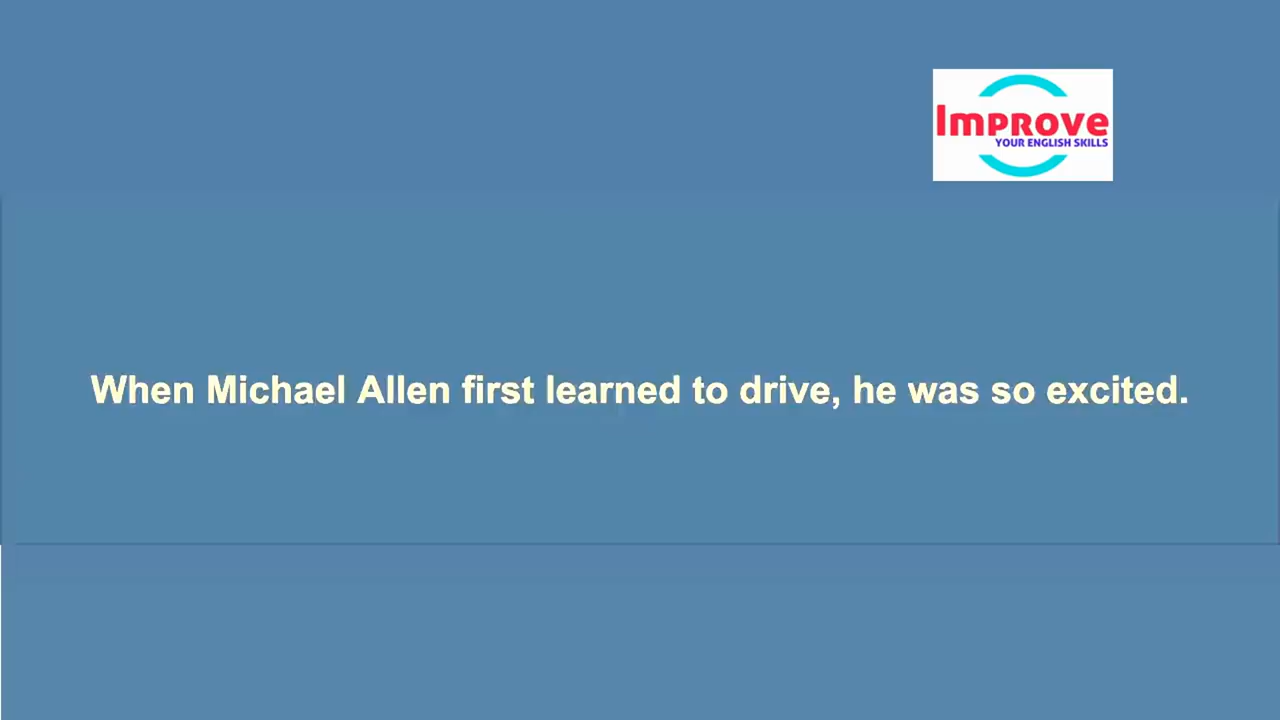 Improve
YOUR ENGLISH SKILLS
When Michael Allen first learned to drive, he was so excited.